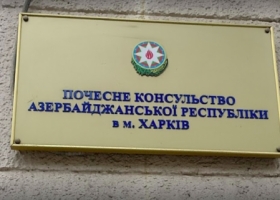 ПОЧЕСНЕ КОНСУЛЬСТВО
АЗЕРБАЙДЖАНСЬКОЇ РЕСПУБЛІКИ
в м. ХАРКІВ